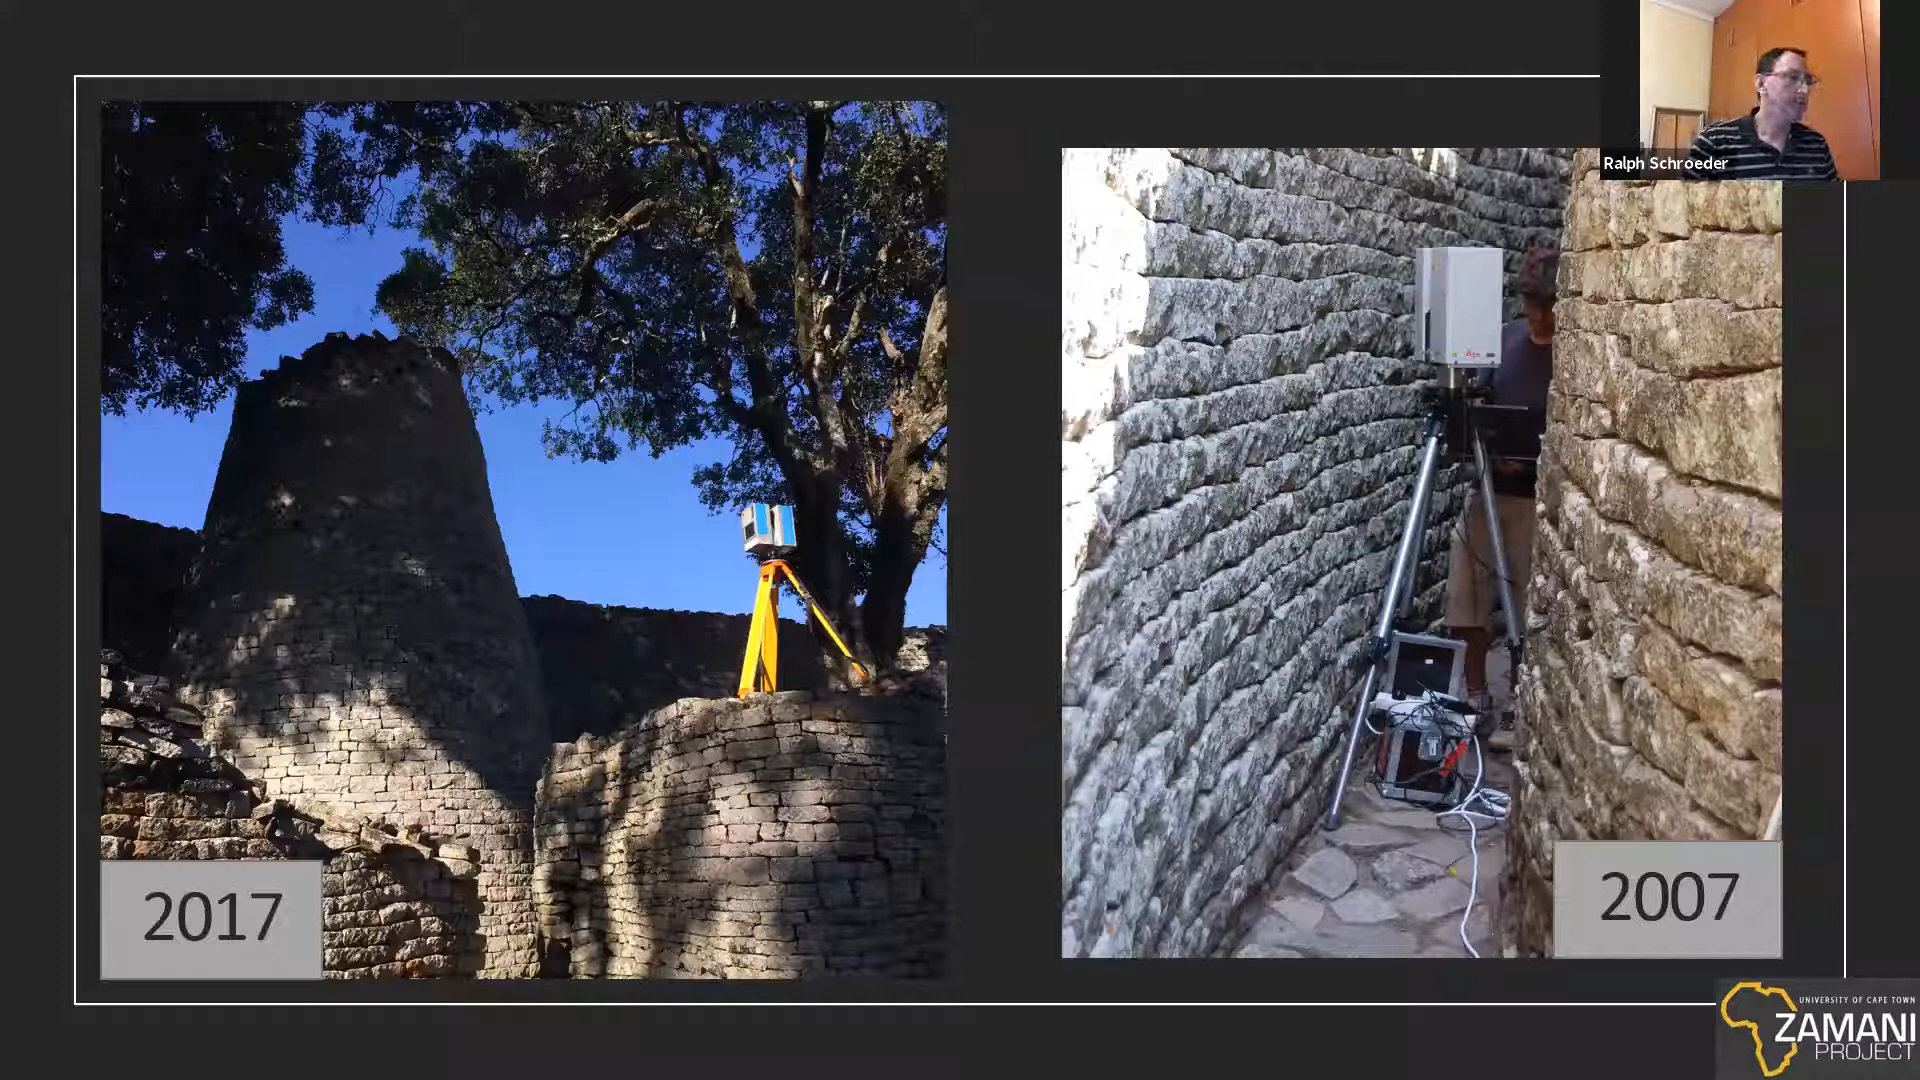 Ralph Schroeder
2017
2007
UNIVERSITY OF CAPE TOWN
ZAMANI
PROJECT